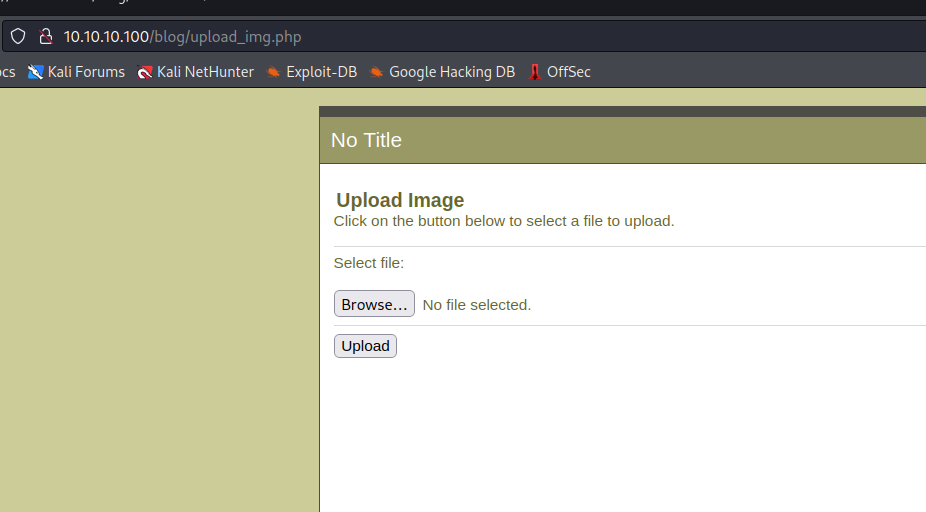 10.10.10.100/blog/upload_img.php
ocs Kali Forums Kali NetHunter Exploit-DB Google Hacking DB OffSec
No Title
Upload Image
Click on the button below to select a file to upload.
Select file:
Browse... No file selected.
Upload